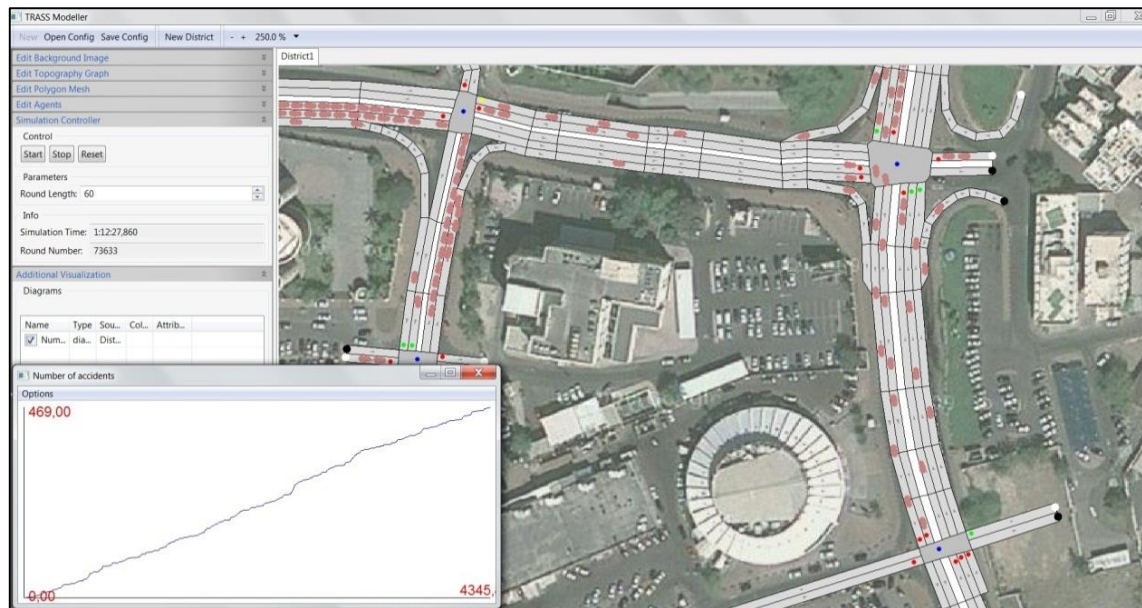 TRASS Modeller
New Open Config Save Config New District - + 250.0 %
Edit Background Image
Edit Topography Graph
Edit Polygon Mesh
Edit Agents
Simulation Controller
Control
Start Stop Reset
Parameters
Round Length: 60
Info
Simulation Time: 1:12:27,860
Round Number: 73633
Additional Visualization
Diagrams
Name Type Sou... Col... Attrib...
Num... dia... Dist...
District1
Number of accidents
Options
469,00
0,00
4345,